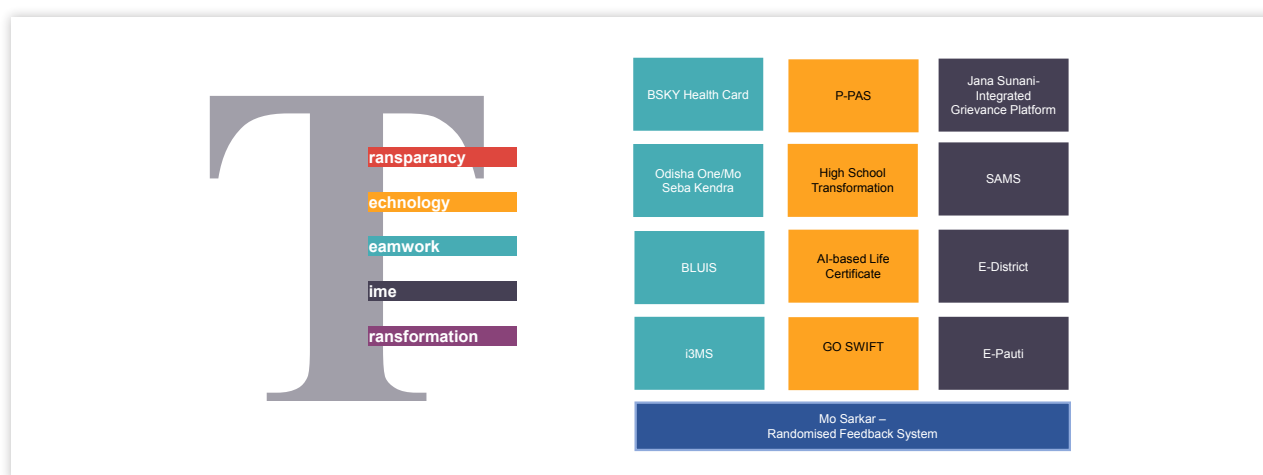 T
ransparancy
echnology
eamwork
ime
ransformation
BSKY Health Card
P-PAS
Jana Sunani-
Integrated
Grievance Platform
Odisha One/Mo
Seba Kendra
High School
Transformation
SAMS
BLUIS
AI-based Life
Certificate
E-District
i3MS
GO SWIFT
E-Pauti
Mo Sarkar –
Randomised Feedback System